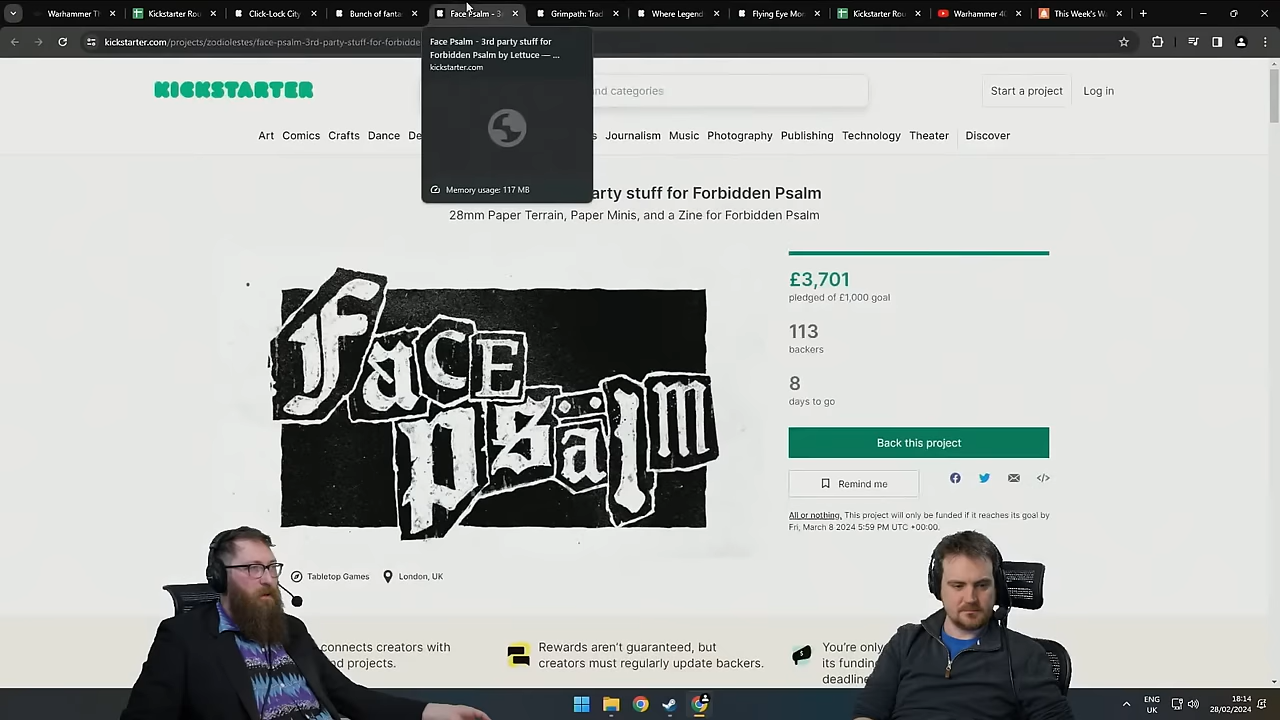 Warhammer T
Kickstarter Rou
Click-Lock City
Bunch of fantas
Face Psalm - 3
Grimpath: Trad
Where Legend
Flying Eye Mo
Kickstarter Rou
Warhammer 4
This Week's W
kickstarter.com/projects/zodiolestes/face-psalm-3rd-party-stuff-for-forbidde
Face Psalm - 3rd party stuff for
Forbidden Psalm by Lettuce — ...
kickstarter.com
Memory usage: 117 MB
KICKSTARTER
nd categories
Start a project
Log in
Art Comics Crafts Dance De s Journalism Music Photography Publishing Technology Theater Discover
arty stuff for Forbidden Psalm
28mm Paper Terrain, Paper Minis, and a Zine for Forbidden Psalm
face
psälm
£3,701
pledged of £1,000 goal
113
backers
8
days to go
Back this project
Remind me
All or nothing. This project will only be funded if it reaches its goal by
Fri, March 8 2024 5:59 PM UTC +00:00.
Tabletop Games
London, UK
connects creators with
nd projects.
Rewards aren't guaranteed, but
creators must regularly update backers.
You're only
its fundin
deadline
ENG
UK
18:14
28/02/2024